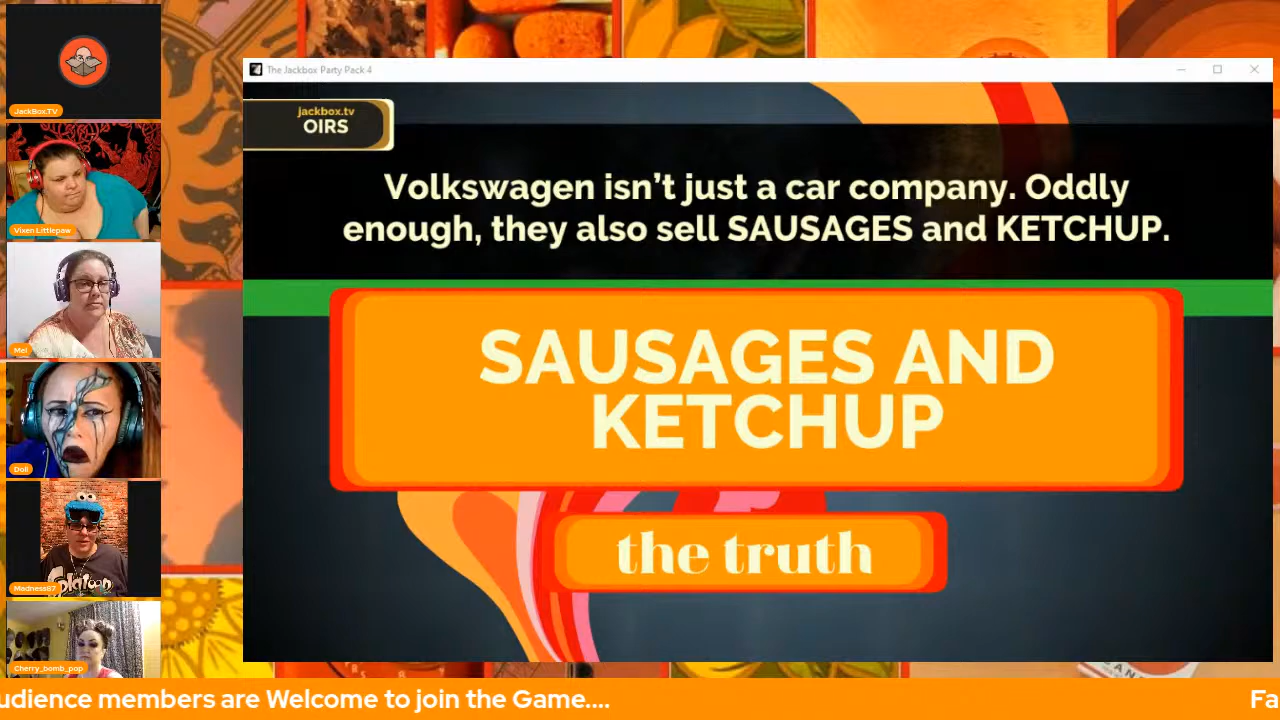 JackBox.TV
Vixen Littlepaw
Mel
Doll
Madness87
Splatoon
Cherry_bomb_pop
The Jackbox Party Pack 4
jackbox.tv
OIRS
Volkswagen isn't just a car company. Oddly
enough, they also sell SAUSAGES and KETCHUP.
SAUSAGES AND
KETCHUP
the truth
udience members are Welcome to join the Game....
Fa